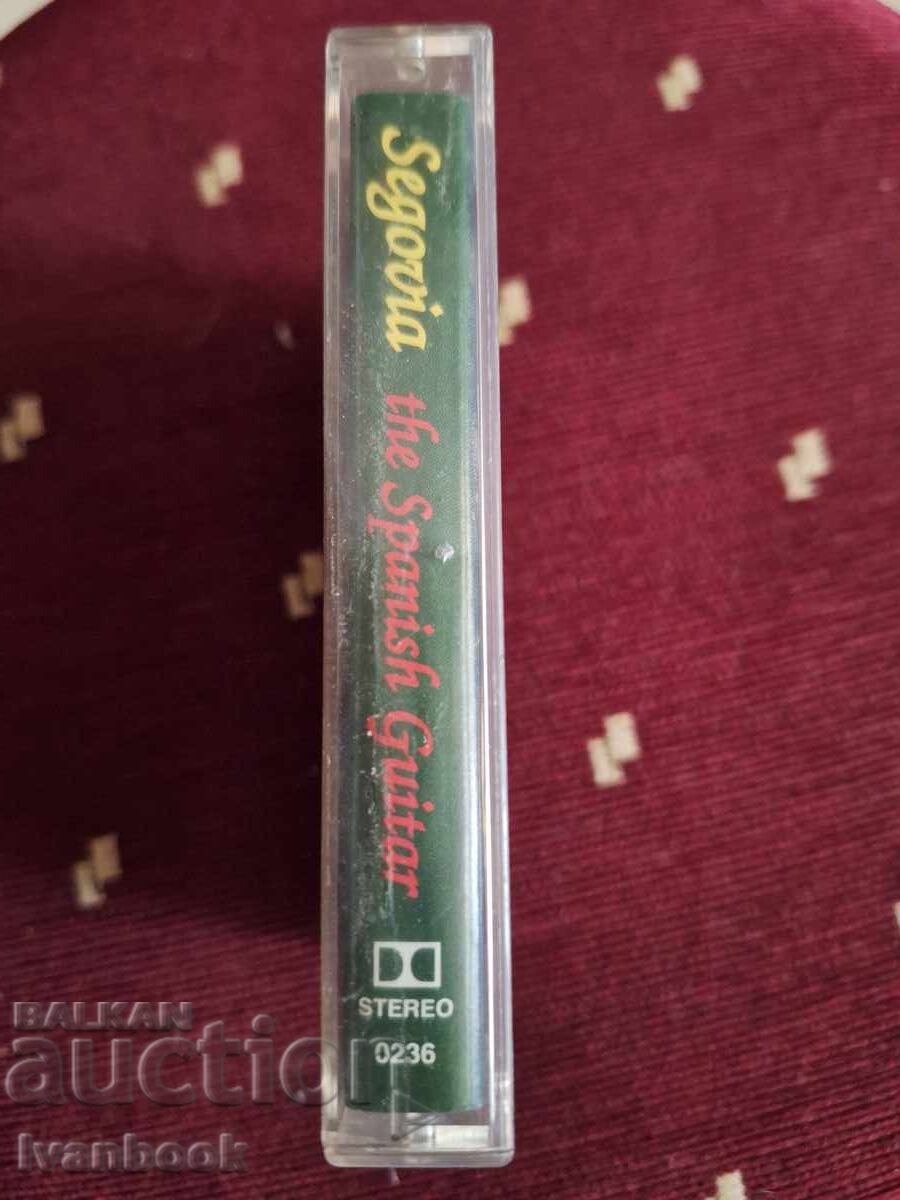 Segovia the Spanish Guitar
STEREO
0236
BALKAN
auction
Ivanbook